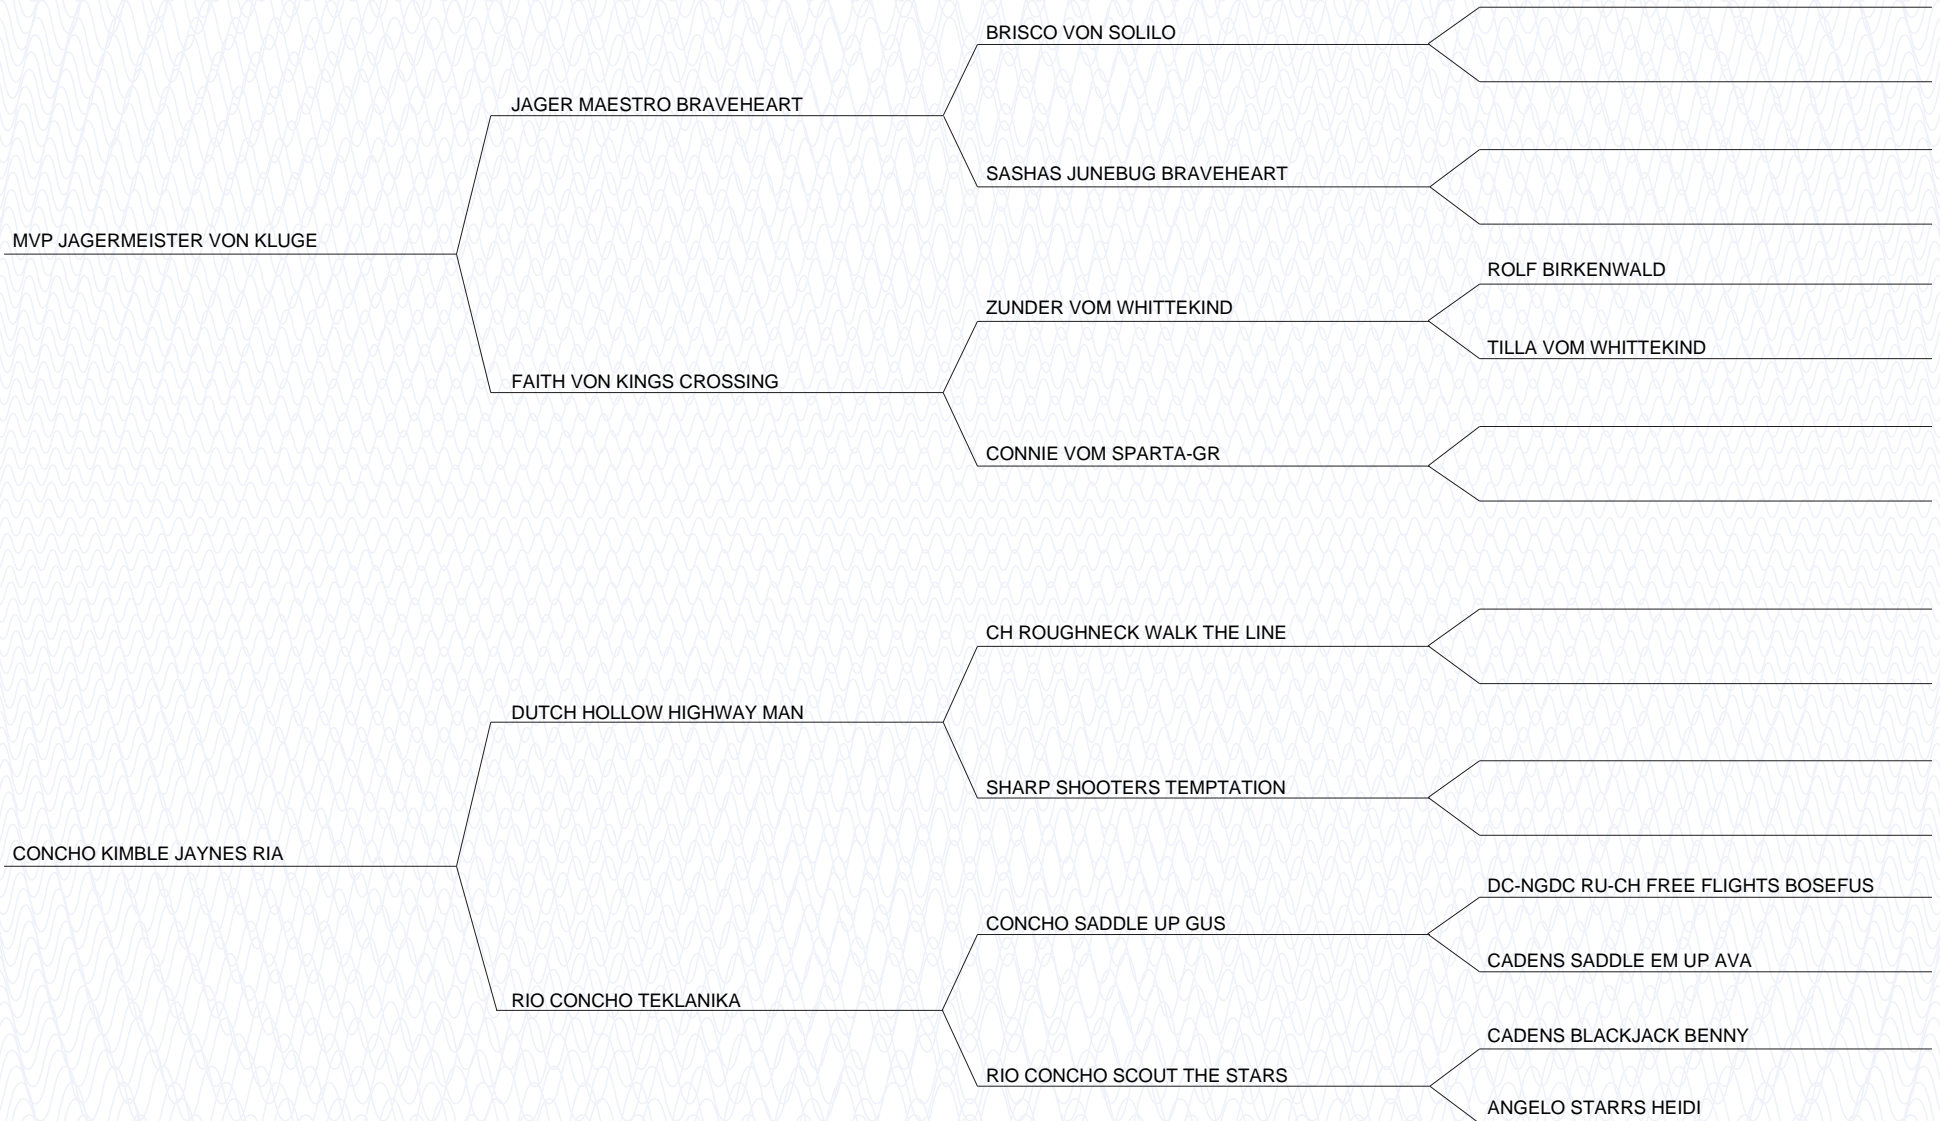 BRISCO VON SOLILO
JAGER MAESTRO BRAVEHEART
SASHAS JUNEBUG BRAVEHEART
MVP JAGERMEISTER VON KLUGE
ROLF BIRKENWALD
ZUNDER VOM WHITTEKIND
TILLA VOM WHITTEKIND
FAITH VON KINGS CROSSING
CONNIE VOM SPARTA-GR
CH ROUGHNECK WALK THE LINE
DUTCH HOLLOW HIGHWAY MAN
SHARP SHOOTERS TEMPTATION
CONCHO KIMBLE JAYNES RIA
DC-NGDC RU-CH FREE FLIGHTS BOSEFUS
CONCHO SADDLE UP GUS
CADENS SADDLE EM UP AVA
RIO CONCHO TEKLANIKA
CADENS BLACKJACK BENNY
RIO CONCHO SCOUT THE STARS
ANGELO STARRS HEIDI